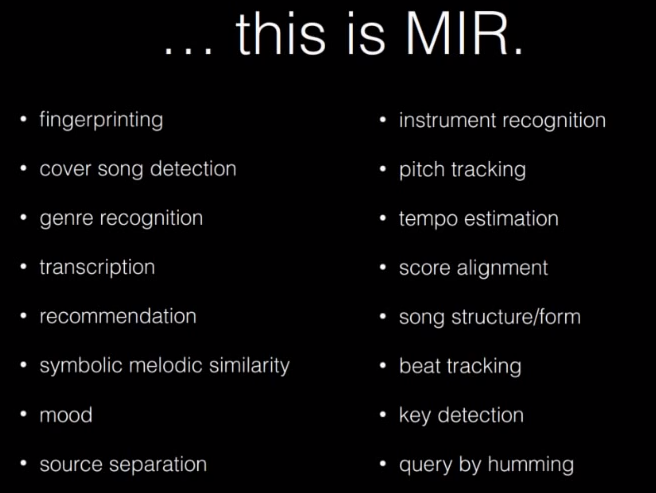 ... this is MIR.
• fingerprinting
• cover song detection
• genre recognition
• transcription
• recommendation
• symbolic melodic similarity
• mood
• source separation
• instrument recognition
• pitch tracking
• tempo estimation
• score alignment
• song structure/form
• beat tracking
• key detection
• query by humming